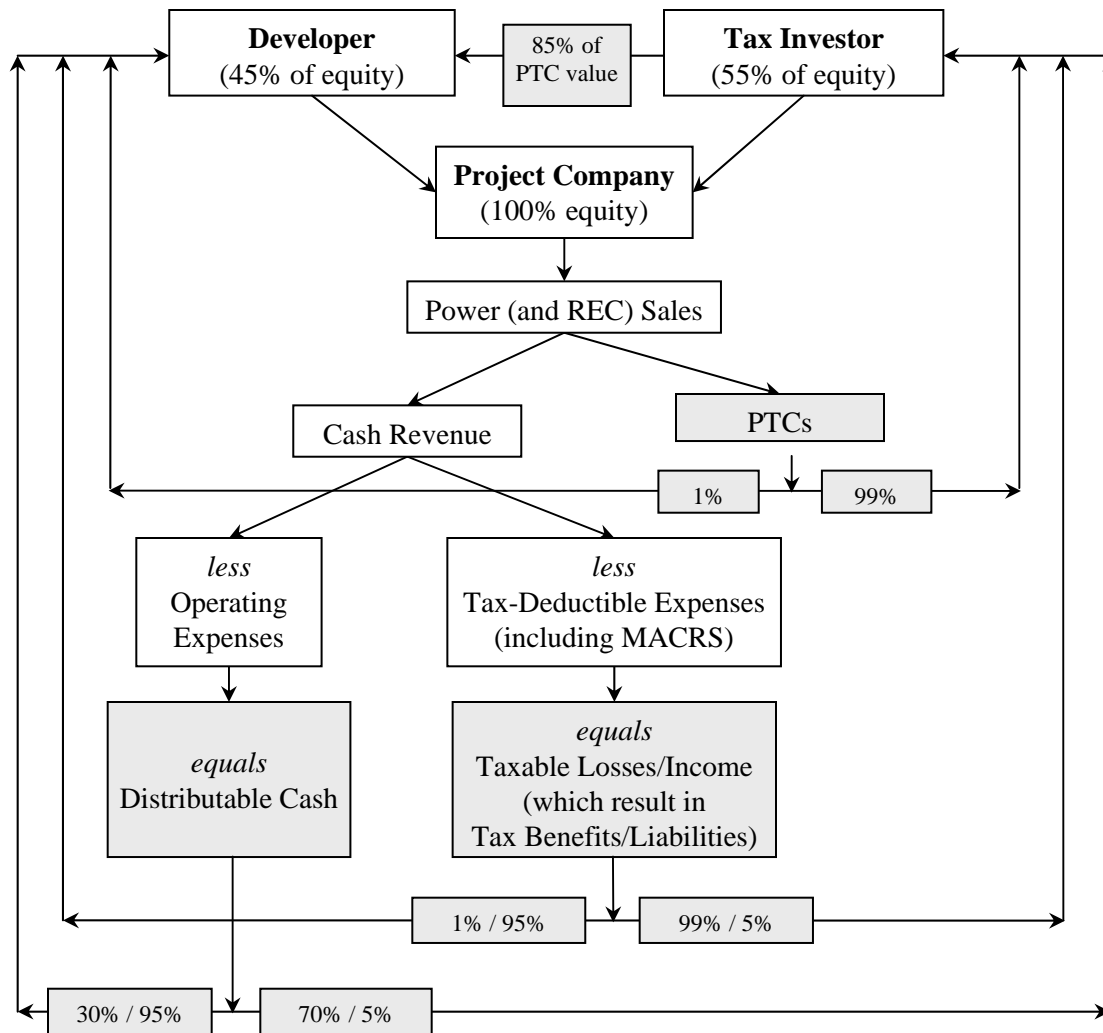 Developer
(45% of equity)
85% of
PTC value
Tax Investor
(55% of equity)
Project Company
(100% equity)
Power (and REC) Sales
Cash Revenue
PTCs
1%
99%
less
Operating
Expenses
less
Tax-Deductible Expenses
(including MACRS)
equals
Distributable Cash
equals
Taxable Losses/Income
(which result in
Tax Benefits/Liabilities)
1% / 95%
99% / 5%
30% / 95%
70% / 5%